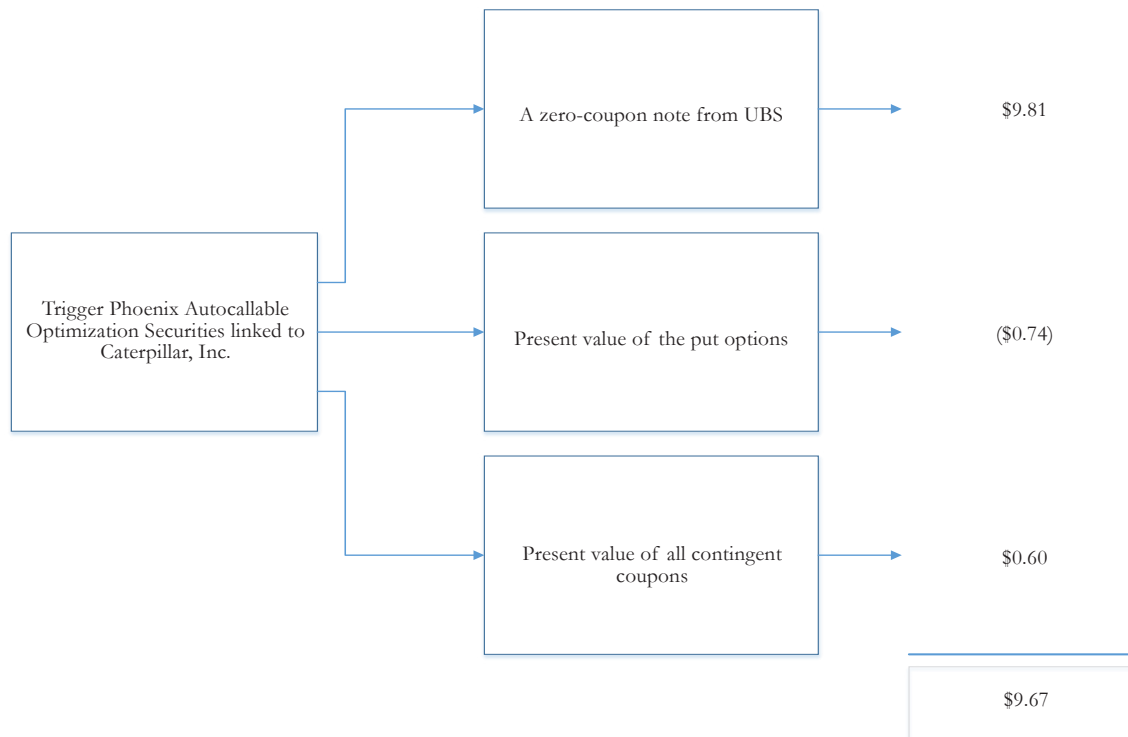 A zero-coupon note from UBS
$9.81
Trigger Phoenix Autocallable
Optimization Securities linked to
Caterpillar, Inc.
Present value of the put options
($0.74)
Present value of all contingent
coupons
$0.60
$9.67